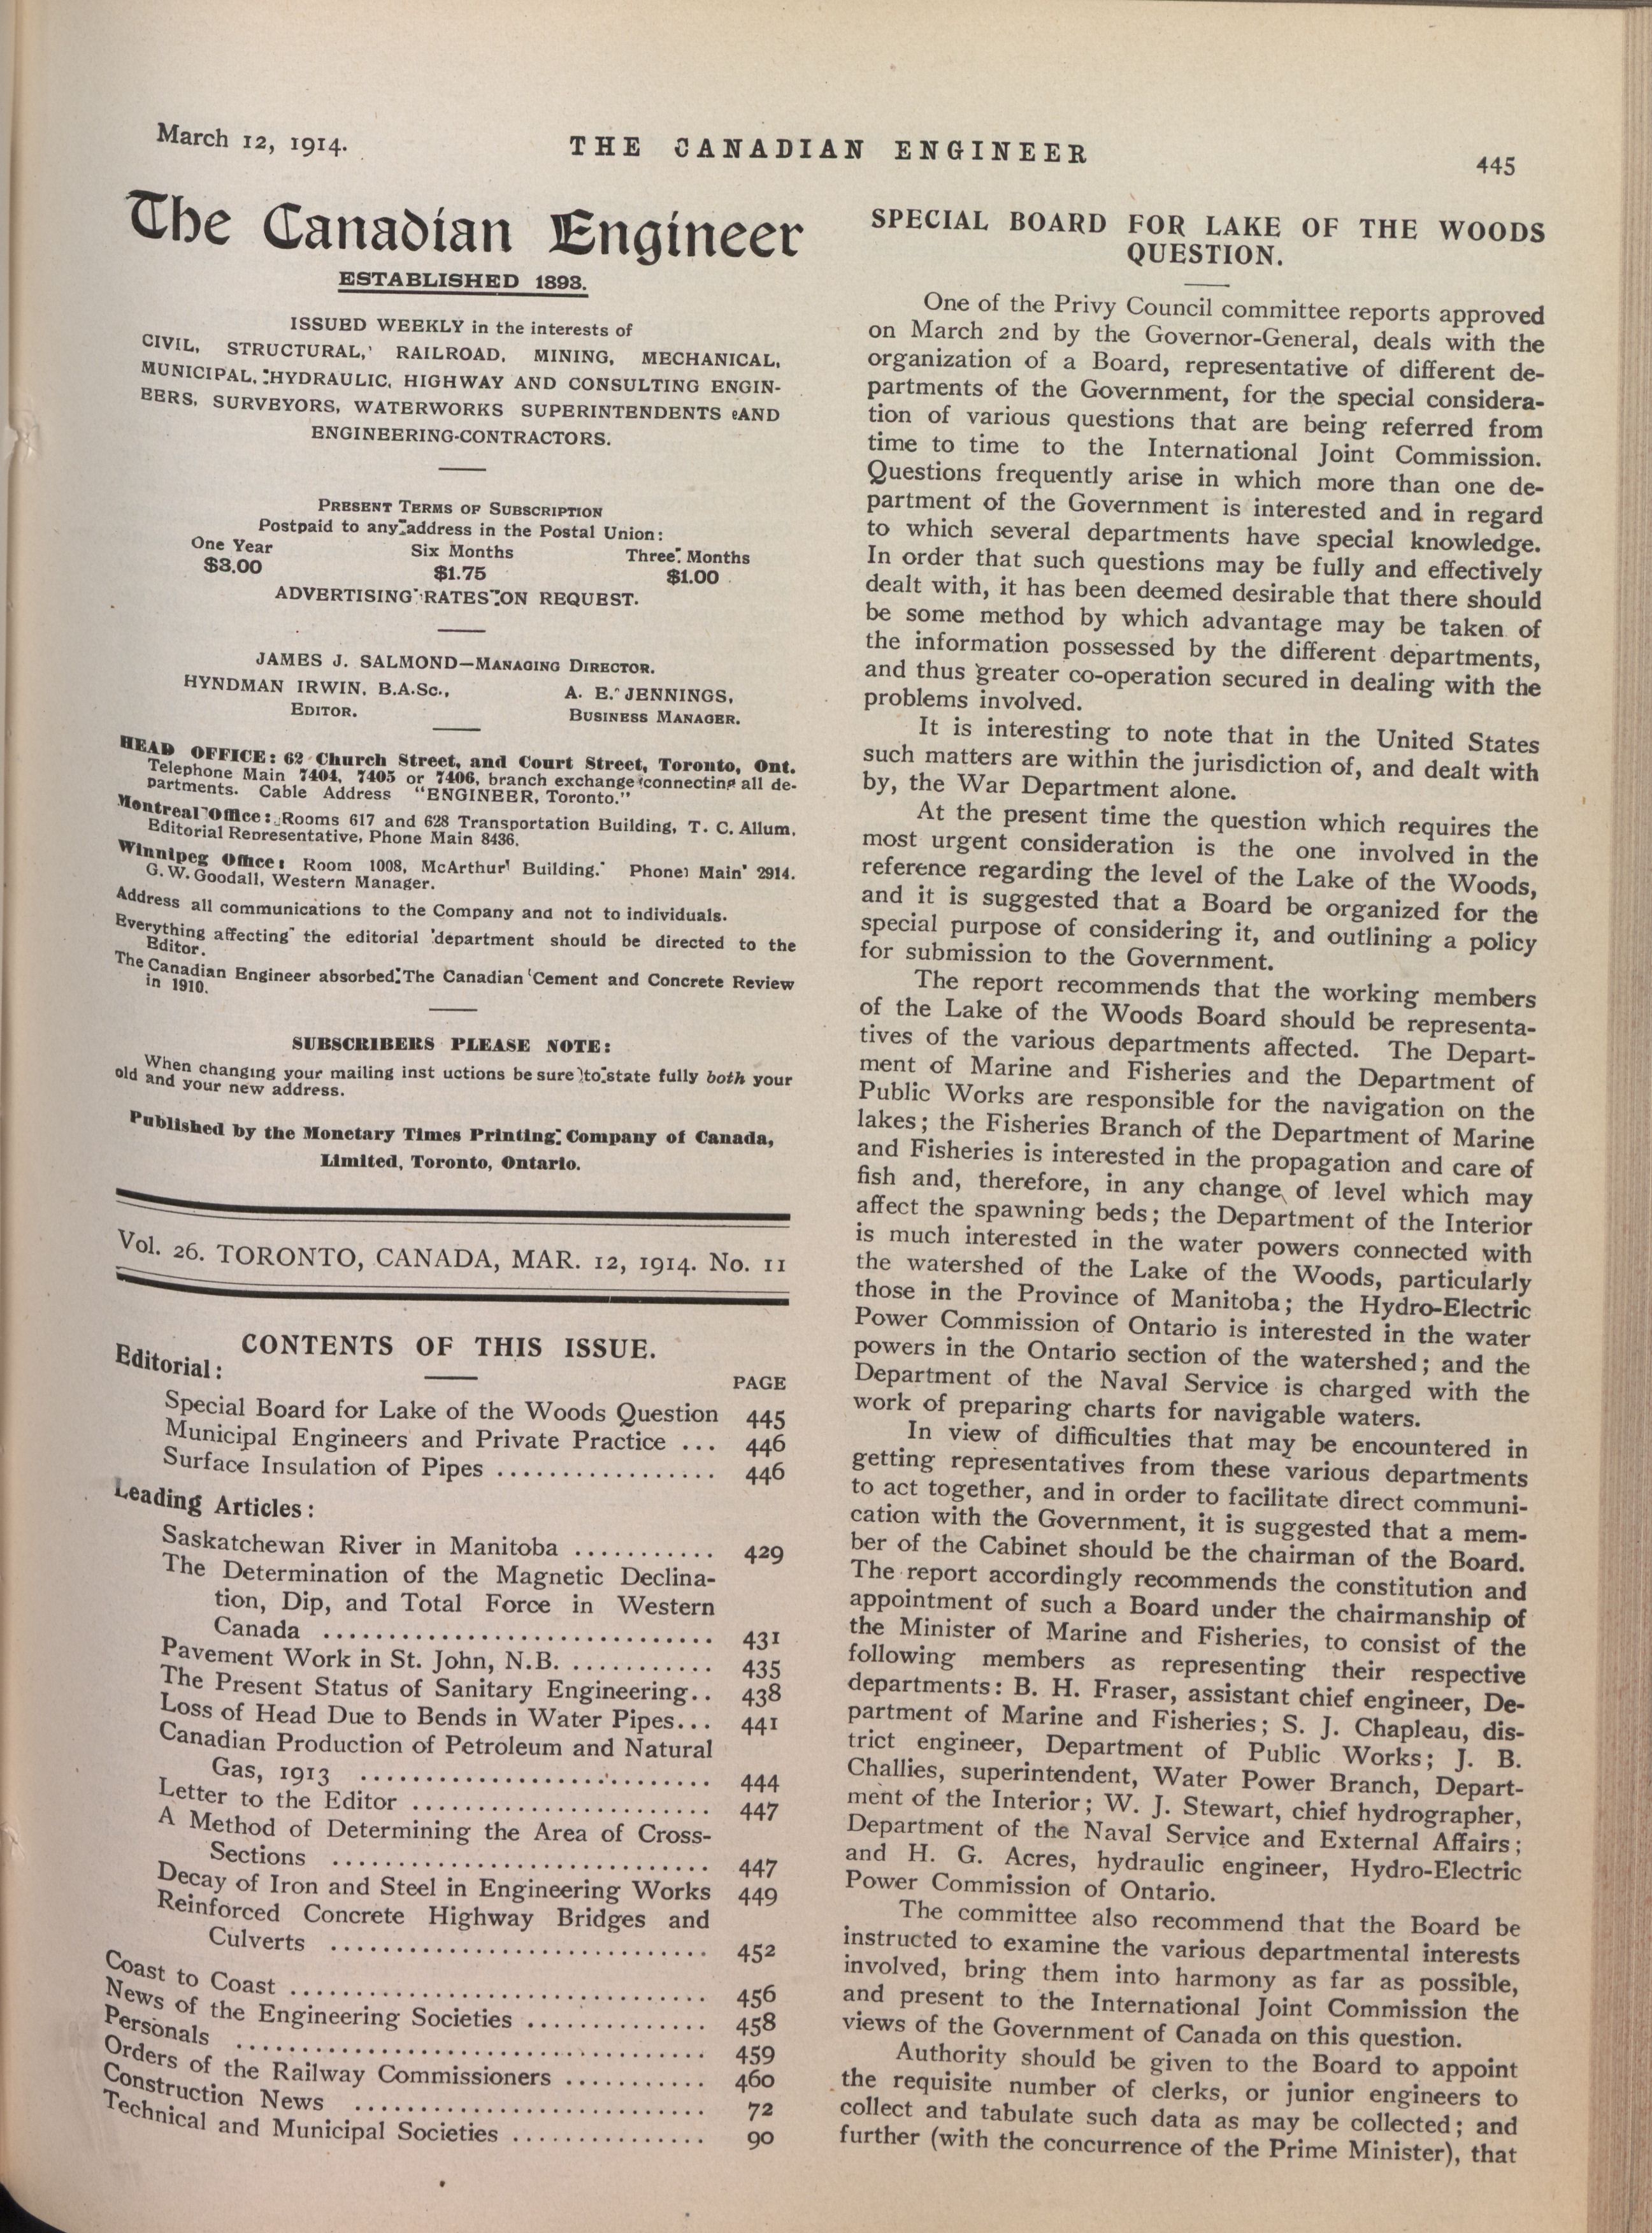 March 12, 1914.
THE CANADIAN ENGINEER
445
The Canadian Engineer
ESTABLISHED 1893.
ISSUED WEEKLY in the interests of
CIVIL, STRUCTURAL, RAILROAD, MINING, MECHANICAL,
MUNICIPAL, HYDRAULIC, HIGHWAY AND CONSULTING ENGIN-
EERS, SURVEYORS, WATERWORKS SUPERINTENDENTS AND
ENGINEERING-CONTRACTORS.
PRESENT TERMS OF SUBSCRIPTION
Postpaid to any address in the Postal Union:
One Year Six Months Three Months
$3.00 $1.75 $1.00
ADVERTISING RATES ON REQUEST.
JAMES J. SALMOND—MANAGING DIRECTOR.
HYNDMAN IRWIN, B.A.Sc., A. E. JENNINGS,
EDITOR. BUSINESS MANAGER.
HEAD OFFICE: 62 Church Street, and Court Street, Toronto, Ont.
Telephone Main 7404, 7405 or 7406, branch exchange connecting all de-
partments. Cable Address "ENGINEER, Toronto."
Montreal Office: Rooms 617 and 628 Transportation Building, T. C. Allum,
Editorial Representative, Phone Main 8436.
Winnipeg Office: Room 1008, McArthur Building. Phone Main 2914.
G. W. Goodall, Western Manager.
Address all communications to the Company and not to individuals.
Everything affecting the editorial department should be directed to the
Editor.
The Canadian Engineer absorbed The Canadian Cement and Concrete Review
in 1910.
SUBSCRIBERS PLEASE NOTE:
When changing your mailing inst uctions be sure to state fully both your
old and your new address.
Published by the Monetary Times Printing Company of Canada,
Limited, Toronto, Ontario.
Vol. 26. TORONTO, CANADA, MAR. 12, 1914. No. 11
CONTENTS OF THIS ISSUE.
Editorial:
PAGE
Special Board for Lake of the Woods Question 445
Municipal Engineers and Private Practice ... 446
Surface Insulation of Pipes ................. 446
Leading Articles:
Saskatchewan River in Manitoba ........... 429
The Determination of the Magnetic Declina-
tion, Dip, and Total Force in Western
Canada .............................. 431
Pavement Work in St. John, N.B. ........... 435
The Present Status of Sanitary Engineering.. 438
Loss of Head Due to Bends in Water Pipes... 441
Canadian Production of Petroleum and Natural
Gas, 1913 ........................... 444
Letter to the Editor ....................... 447
A Method of Determining the Area of Cross-
Sections ............................. 447
Decay of Iron and Steel in Engineering Works 449
Reinforced Concrete Highway Bridges and
Culverts ............................. 452
Coast to Coast ................................ 456
News of the Engineering Societies .............. 458
Personals .................................... 459
Orders of the Railway Commissioners ........... 460
Construction News ........................... 72
Technical and Municipal Societies ............... 90
SPECIAL BOARD FOR LAKE OF THE WOODS
QUESTION.
One of the Privy Council committee reports approved
on March 2nd by the Governor-General, deals with the
organization of a Board, representative of different de-
partments of the Government, for the special considera-
tion of various questions that are being referred from
time to time to the International Joint Commission.
Questions frequently arise in which more than one de-
partment of the Government is interested and in regard
to which several departments have special knowledge.
In order that such questions may be fully and effectively
dealt with, it has been deemed desirable that there should
be some method by which advantage may be taken of
the information possessed by the different departments,
and thus greater co-operation secured in dealing with the
problems involved.
It is interesting to note that in the United States
such matters are within the jurisdiction of, and dealt with
by, the War Department alone.
At the present time the question which requires the
most urgent consideration is the one involved in the
reference regarding the level of the Lake of the Woods,
and it is suggested that a Board be organized for the
special purpose of considering it, and outlining a policy
for submission to the Government.
The report recommends that the working members
of the Lake of the Woods Board should be representa-
tives of the various departments affected. The Depart-
ment of Marine and Fisheries and the Department of
Public Works are responsible for the navigation on the
lakes; the Fisheries Branch of the Department of Marine
and Fisheries is interested in the propagation and care of
fish and, therefore, in any change of level which may
affect the spawning beds; the Department of the Interior
is much interested in the water powers connected with
the watershed of the Lake of the Woods, particularly
those in the Province of Manitoba; the Hydro-Electric
Power Commission of Ontario is interested in the water
powers in the Ontario section of the watershed; and the
Department of the Naval Service is charged with the
work of preparing charts for navigable waters.
In view of difficulties that may be encountered in
getting representatives from these various departments
to act together, and in order to facilitate direct communi-
cation with the Government, it is suggested that a mem-
ber of the Cabinet should be the chairman of the Board.
The report accordingly recommends the constitution and
appointment of such a Board under the chairmanship of
the Minister of Marine and Fisheries, to consist of the
following members as representing their respective
departments: B. H. Fraser, assistant chief engineer, De-
partment of Marine and Fisheries; S. J. Chapleau, dis-
trict engineer, Department of Public Works; J. B.
Challies, superintendent, Water Power Branch, Depart-
ment of the Interior; W. J. Stewart, chief hydrographer,
Department of the Naval Service and External Affairs;
and H. G. Acres, hydraulic engineer, Hydro-Electric
Power Commission of Ontario.
The committee also recommend that the Board be
instructed to examine the various departmental interests
involved, bring them into harmony as far as possible,
and present to the International Joint Commission the
views of the Government of Canada on this question.
Authority should be given to the Board to appoint
the requisite number of clerks, or junior engineers to
collect and tabulate such data as may be collected; and
further (with the concurrence of the Prime Minister), that